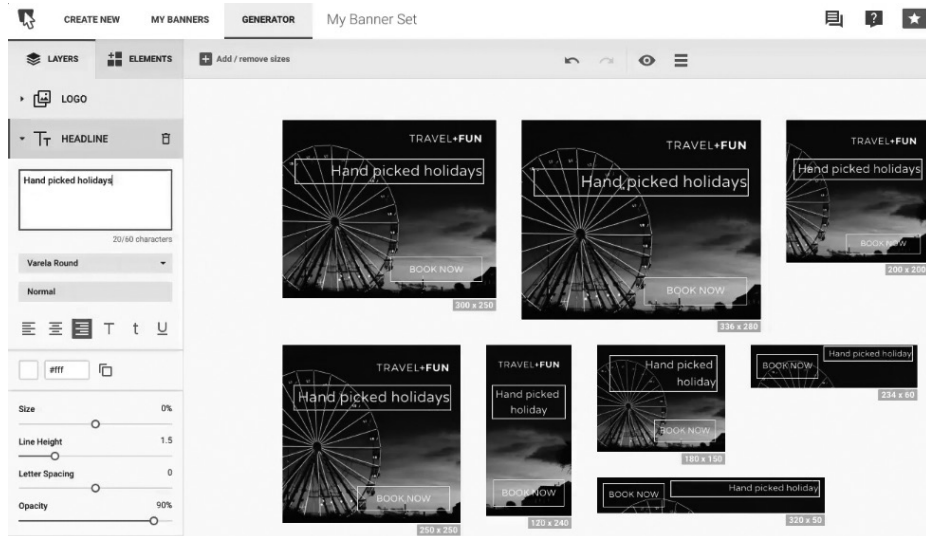 CREATE NEW
MY BANNERS
GENERATOR
My Banner Set
LAYERS
ELEMENTS
Add / remove sizes
LOGO
HEADLINE
Hand picked holidays
20/60 characters
Varela Round
Normal
T t U
#fff
Size 0%
Line Height 1.5
Letter Spacing 0
Opacity 90%
TRAVEL+FUN
Hand picked holidays
BOOK NOW
300 x 250
TRAVEL+FUN
Hand picked holidays
BOOK NOW
336 x 280
TRAVEL+FUN
Hand picked holiday
BOOK NOW
200 x 200
TRAVEL+FUN
Hand picked holidays
BOOK NOW
250 x 250
TRAVEL+FUN
Hand picked
holiday
BOOK NOW
120 x 240
Hand picked
holiday
BOOK NOW
180 x 150
BOOK NOW
Hand picked holiday
234 x 60
BOOK NOW
Hand picked holiday
320 x 50